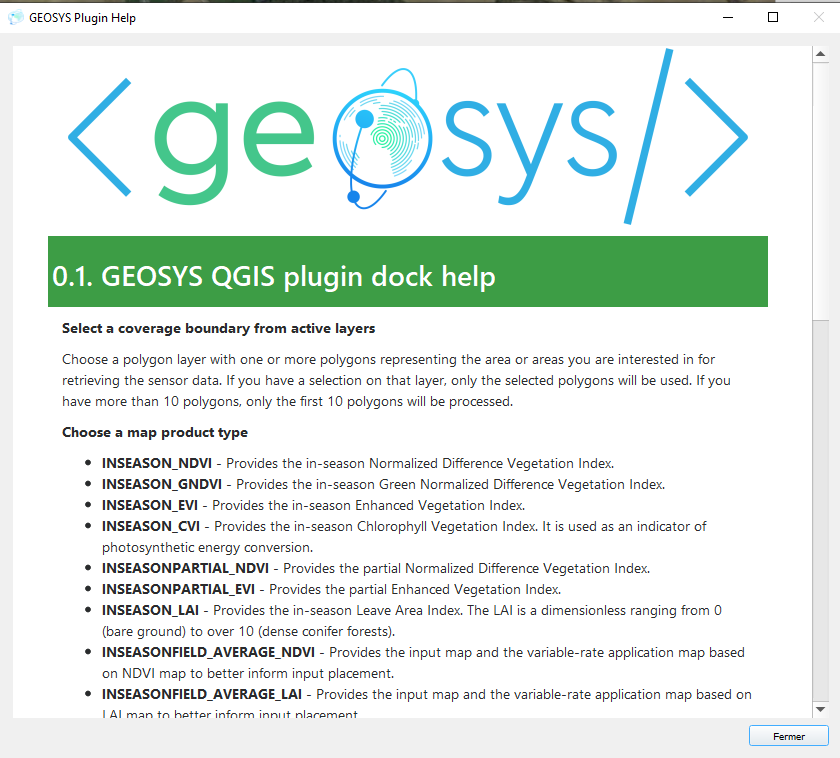 GEOSYS Plugin Help
<geosys/>
0.1. GEOSYS QGIS plugin dock help
Select a coverage boundary from active layers
Choose a polygon layer with one or more polygons representing the area or areas you are interested in for
retrieving the sensor data. If you have a selection on that layer, only the selected polygons will be used. If you
have more than 10 polygons, only the first 10 polygons will be processed.
Choose a map product type
• INSEASON_NDVI - Provides the in-season Normalized Difference Vegetation Index.
• INSEASON_GNDVI - Provides the in-season Green Normalized Difference Vegetation Index.
• INSEASON_EVI - Provides the in-season Enhanced Vegetation Index.
• INSEASON_CVI - Provides the in-season Chlorophyll Vegetation Index. It is used as an indicator of
photosynthetic energy conversion.
• INSEASONPARTIAL_NDVI - Provides the partial Normalized Difference Vegetation Index.
• INSEASONPARTIAL_EVI - Provides the partial Enhanced Vegetation Index.
• INSEASON_LAI - Provides the in-season Leave Area Index. The LAI is a dimensionless ranging from 0
(bare ground) to over 10 (dense conifer forests).
• INSEASONFIELD_AVERAGE_NDVI - Provides the input map and the variable-rate application map based
on NDVI map to better inform input placement.
• INSEASONFIELD_AVERAGE_LAI - Provides the input map and the variable-rate application map based on
LAI map to better inform input placement.
Fermer